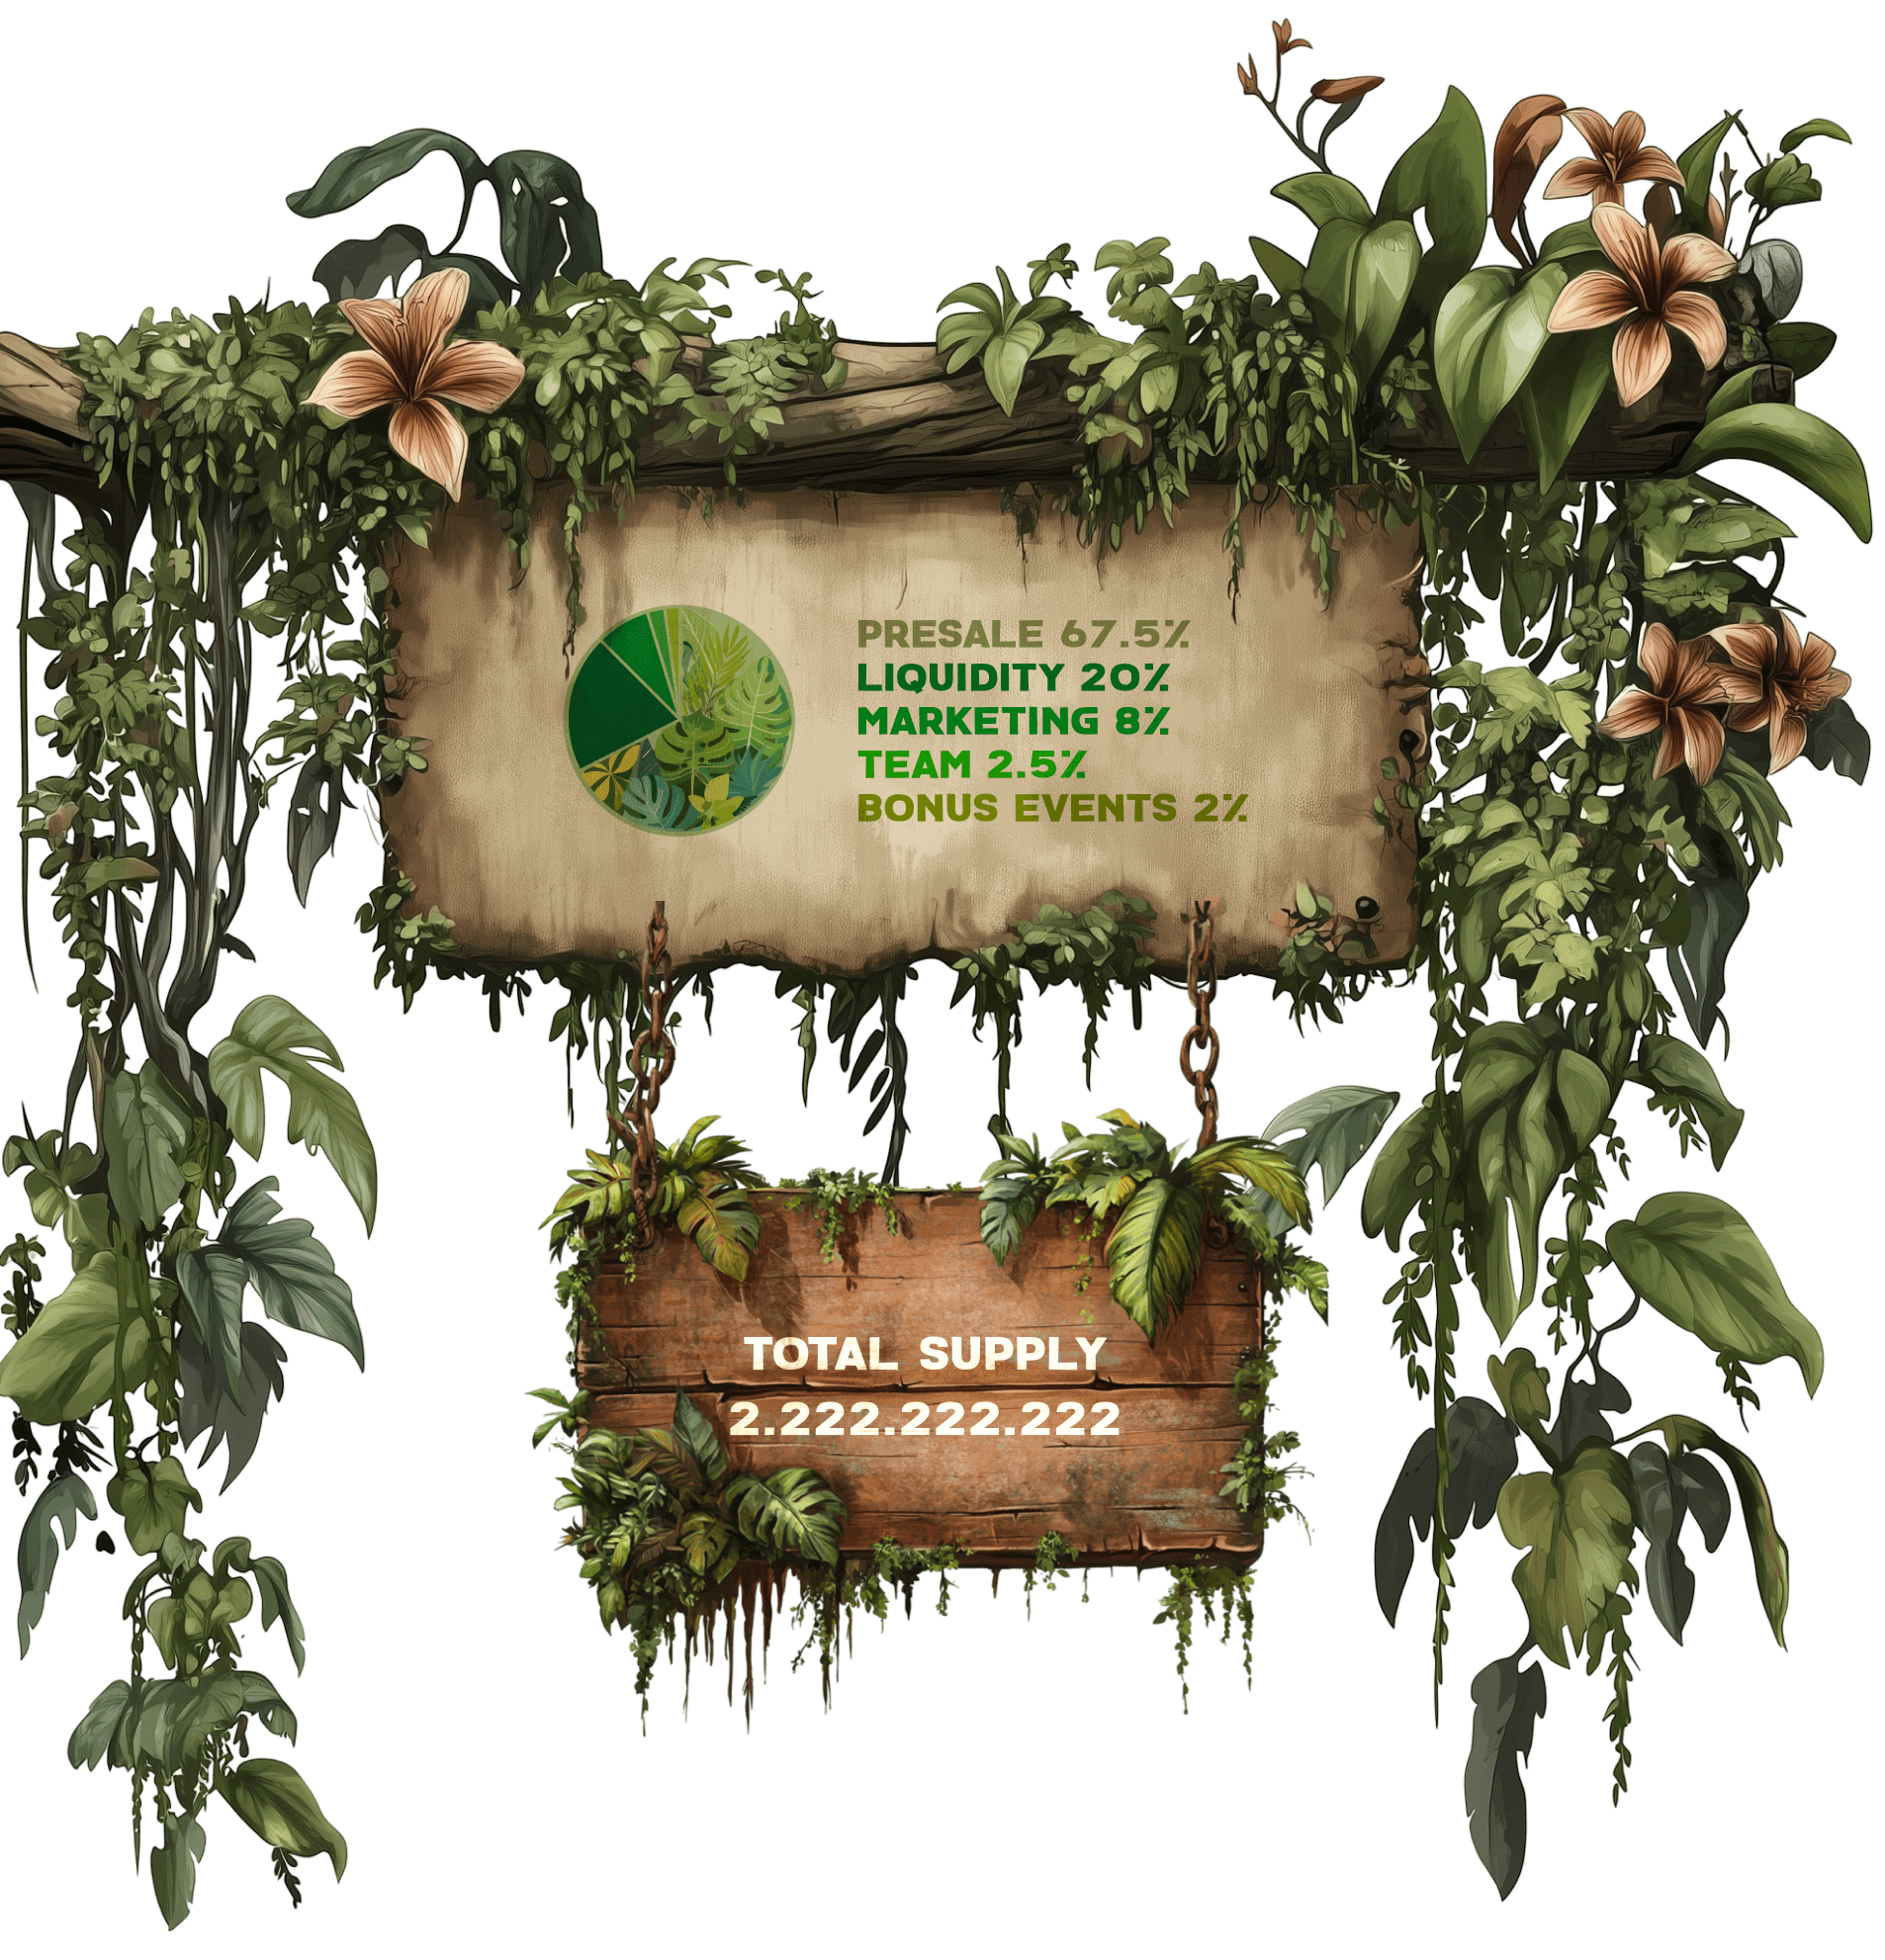 PRESALE 67.5%
LIQUIDITY 20%
MARKETING 8%
TEAM 2.5%
BONUS EVENTS 2%
TOTAL SUPPLY
2.222.222.222